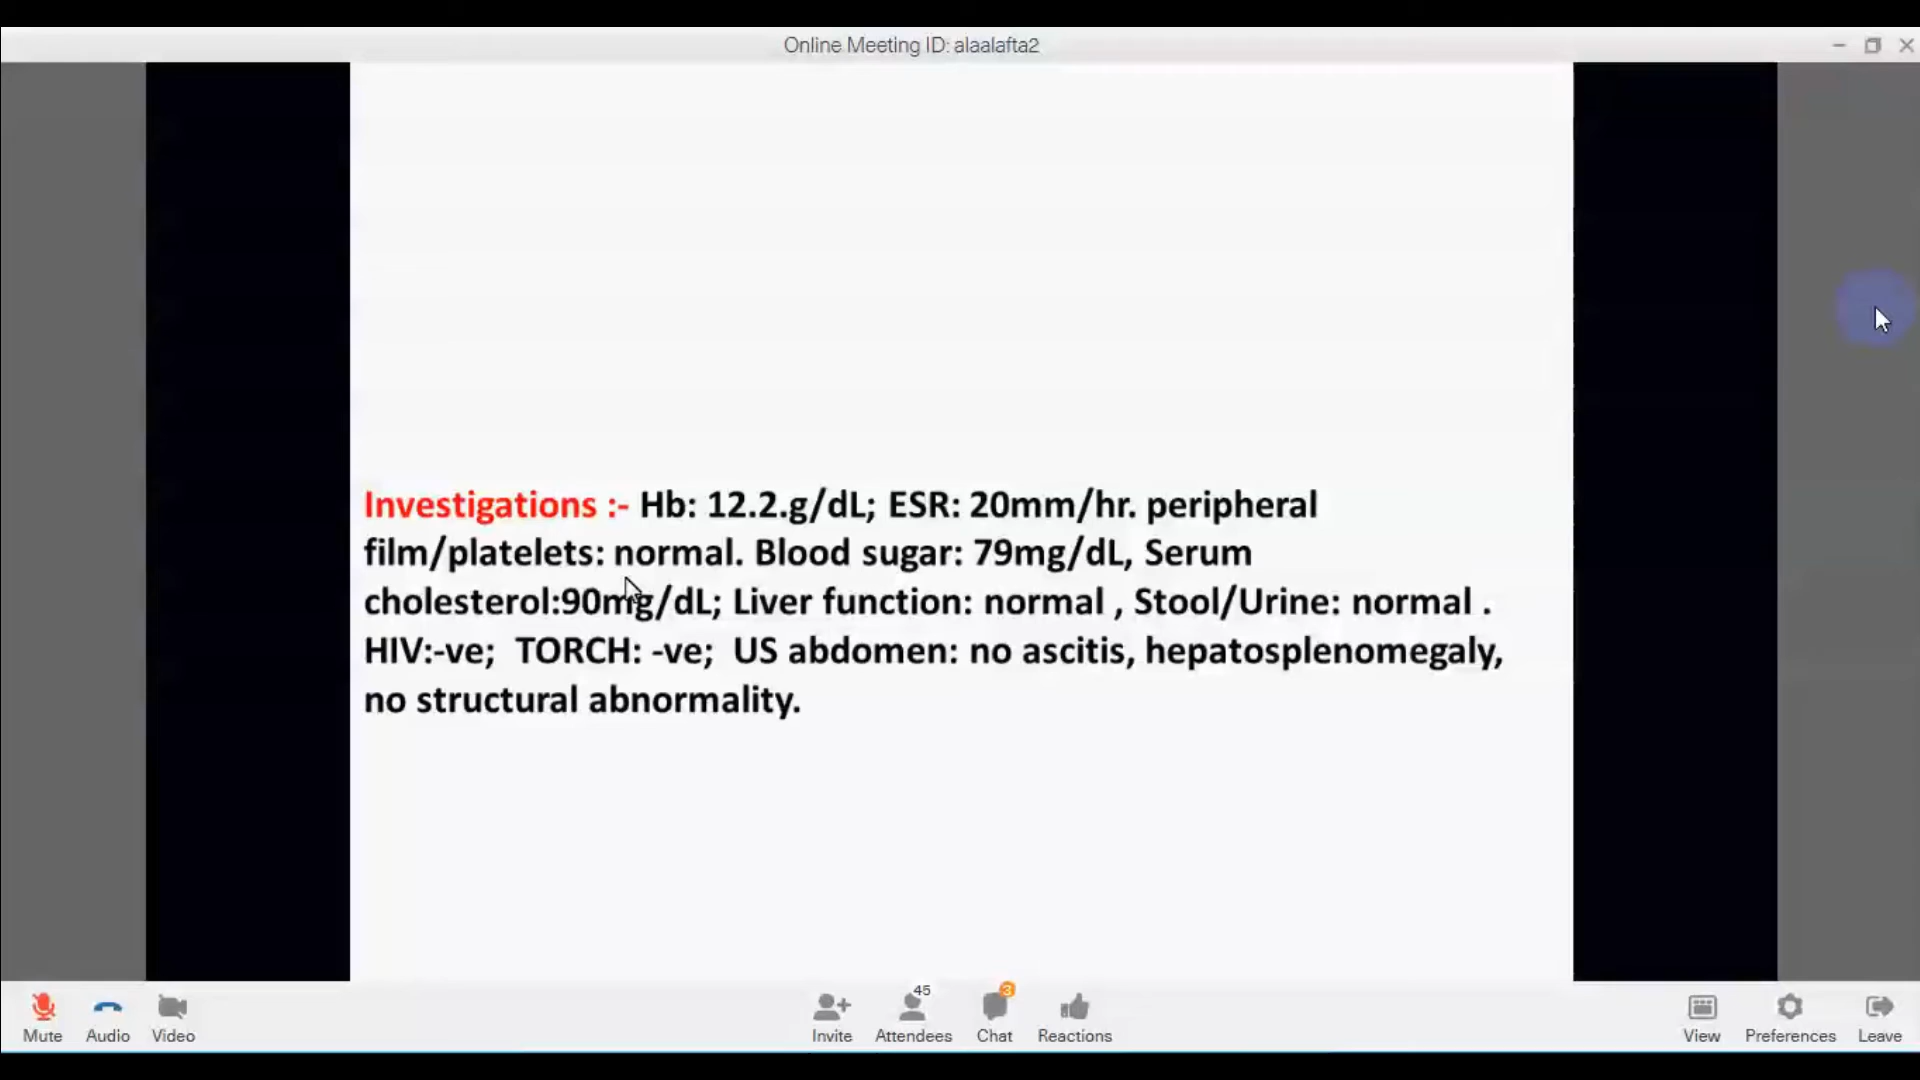 Online Meeting ID: alaalafta2
Investigations :- Hb: 12.2.g/dL; ESR: 20mm/hr. peripheral
film/platelets: normal. Blood sugar: 79mg/dL, Serum
cholesterol:90mg/dL; Liver function: normal , Stool/Urine: normal .
HIV:-ve; TORCH: -ve; US abdomen: no ascitis, hepatosplenomegaly,
no structural abnormality.
45
3
Mute Audio Video Invite Attendees Chat Reactions View Preferences Leave